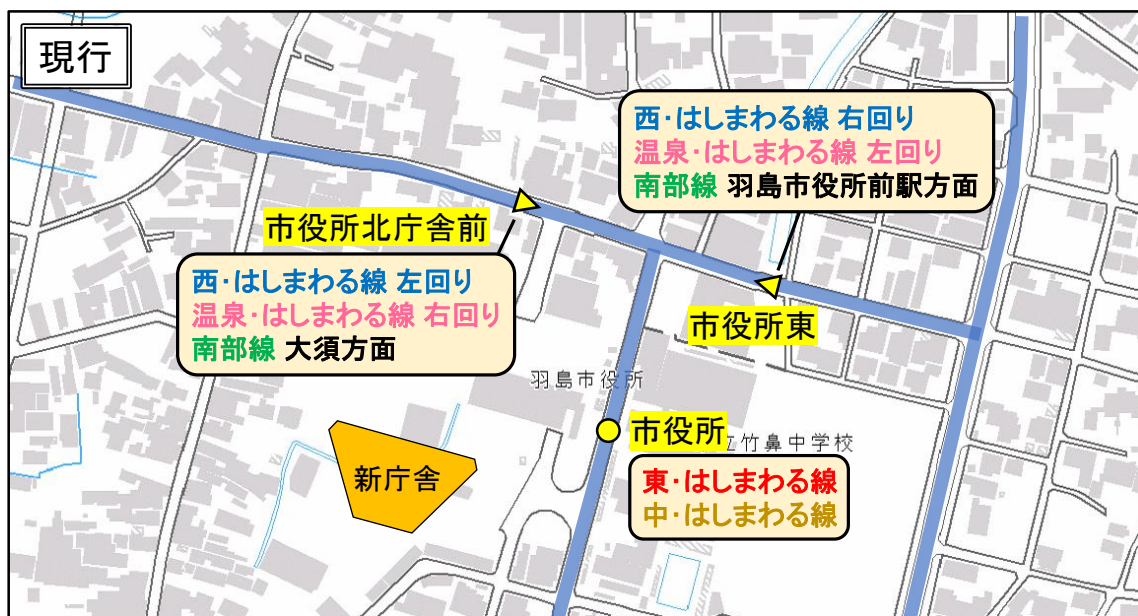 現行
西・はしまわる線 右回り
温泉・はしまわる線 左回り
南部線 羽島市役所前駅方面
市役所北庁舎前
西・はしまわる線 左回り
温泉・はしまわる線 右回り
南部線 大須方面
市役所東
羽島市役所
市役所
立竹鼻中学校
東・はしまわる線
中・はしまわる線
新庁舎